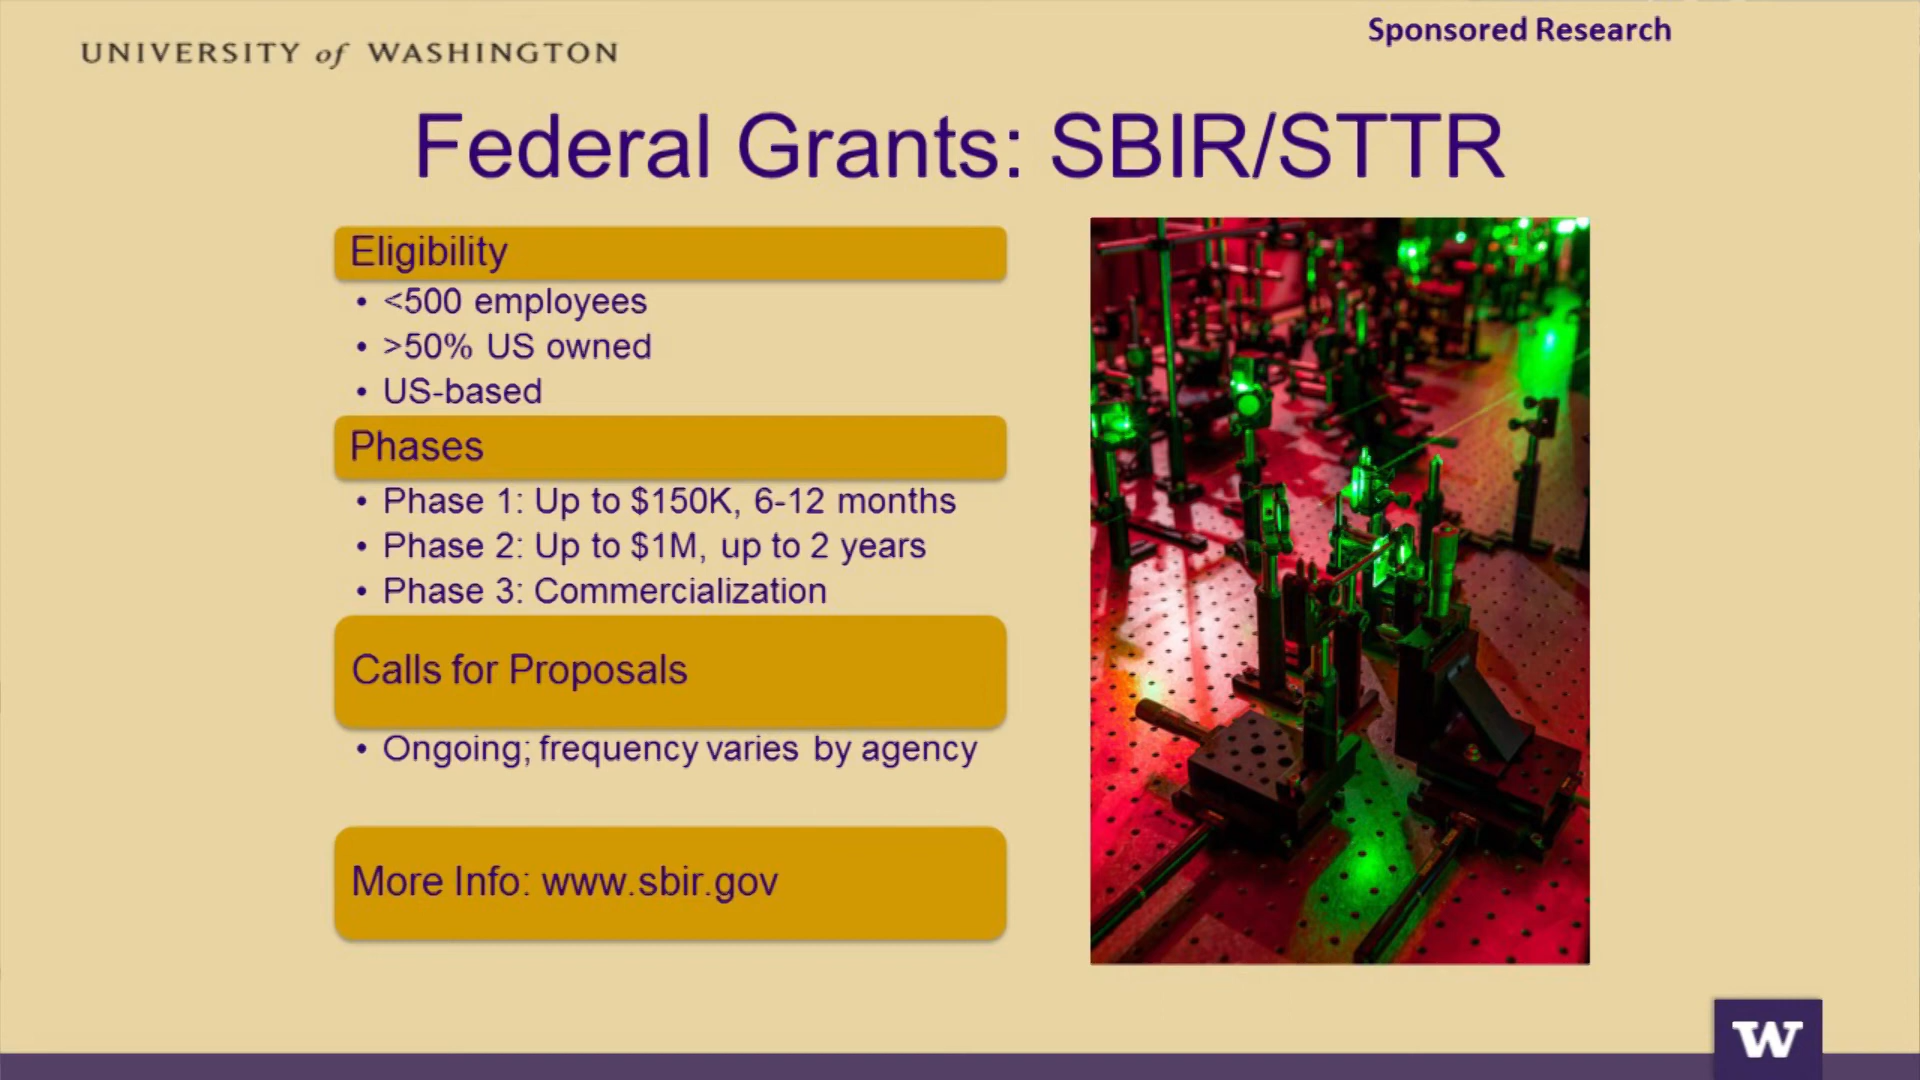 Sponsored Research
UNIVERSITY of WASHINGTON
Federal Grants: SBIR/STTR
Eligibility
• <500 employees
• >50% US owned
• US-based
Phases
• Phase 1: Up to $150K, 6-12 months
• Phase 2: Up to $1M, up to 2 years
• Phase 3: Commercialization
Calls for Proposals
• Ongoing; frequency varies by agency
More Info: www.sbir.gov
W